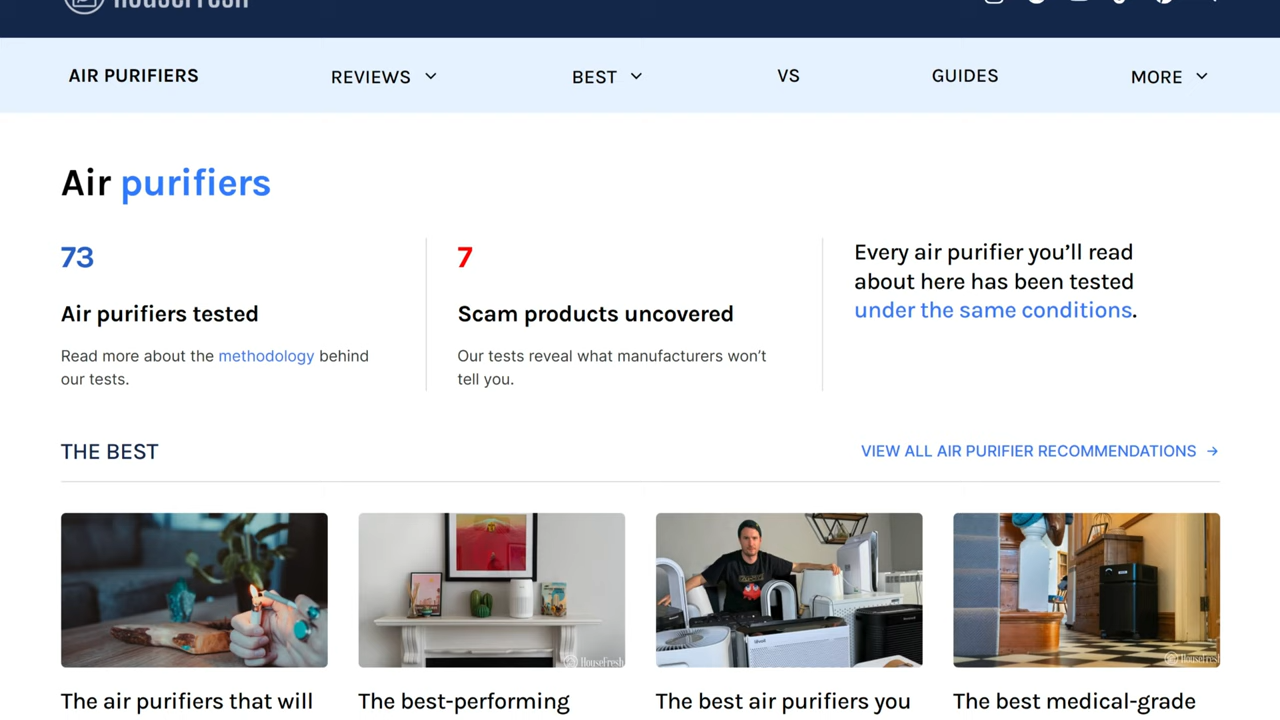 HouseFresh
AIR PURIFIERS
REVIEWS
BEST
VS
GUIDES
MORE
Air purifiers
73
Air purifiers tested
Read more about the methodology behind
our tests.
7
Scam products uncovered
Our tests reveal what manufacturers won't
tell you.
Every air purifier you'll read
about here has been tested
under the same conditions.
THE BEST
VIEW ALL AIR PURIFIER RECOMMENDATIONS →
HouseFresh
HouseFresh
The air purifiers that will
The best-performing
The best air purifiers you
The best medical-grade